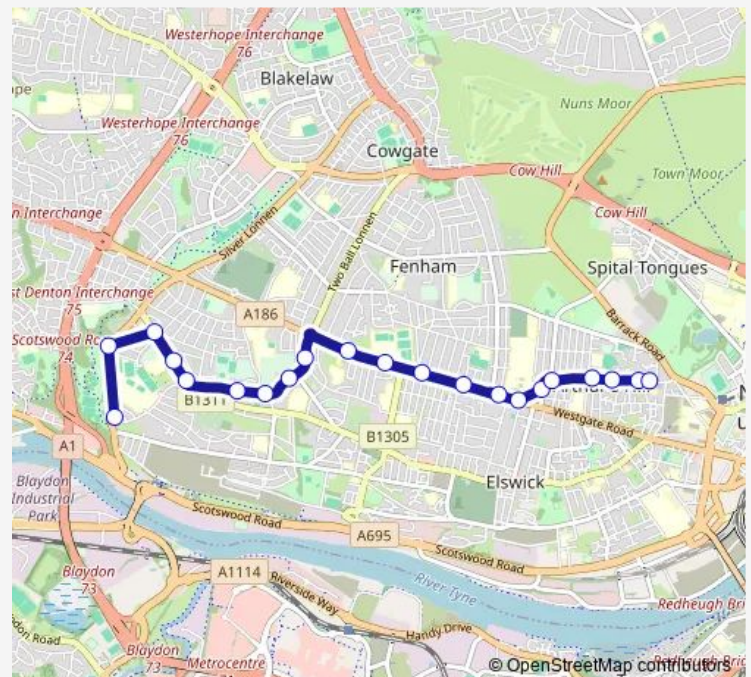 Westerhope Interchange
76
Blakelaw
Nuns Moor
Westerhope Interchange
76
Cowgate
Cow Hill
Town Moor
Cow Hill
Silver Lonnen
Two Ball Lonnen
Fenham
Spital Tongues
Interchange
st Denton Interchange
75
A186
Barrack Road
Scotswood Ro
74
B1311
Westgate Road
B1305
A1
Elswick
Blaydon
Industrial
Park
Scotswood Road
A695
Scotswood Road
Blaydon
73
A1114
River Tyne
Riverside Way
Redheugh Bri
Handy Drive
don Road
Blaydon
73
Metrocentre
© OpenStreetMap contributors